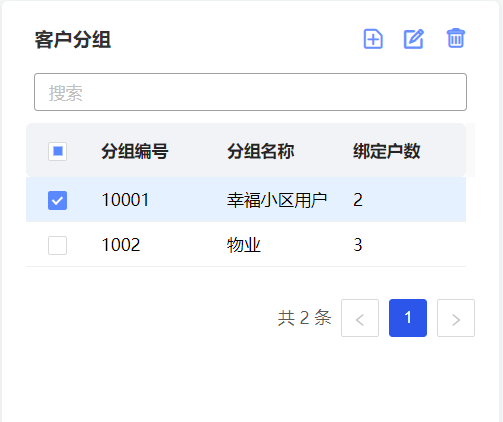 客户分组
搜索
分组编号 分组名称 绑定户数
10001 幸福小区用户 2
1002 物业 3
共 2 条 1